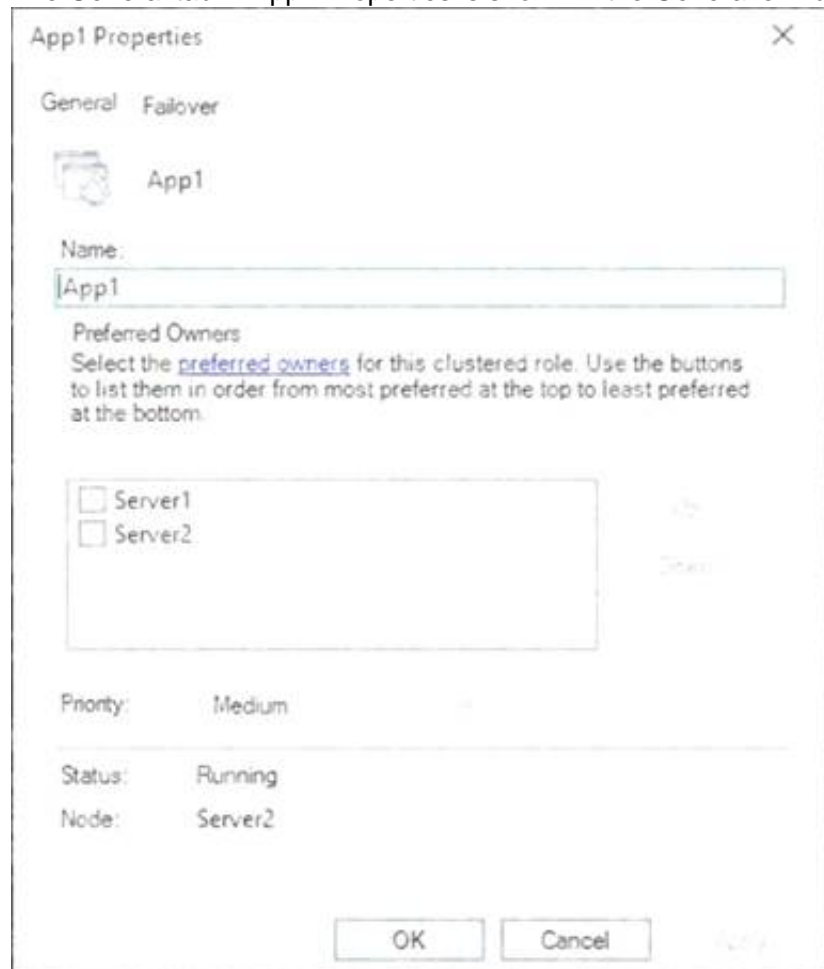 App1 Properties
General Failover
App1
Name:
App1
Preferred Owners
Select the preferred owners for this clustered role. Use the buttons
to list them in order from most preferred at the top to least preferred
at the bottom.
Server1
Server2
Priority: Medium
Status: Running
Node: Server2
OK Cancel